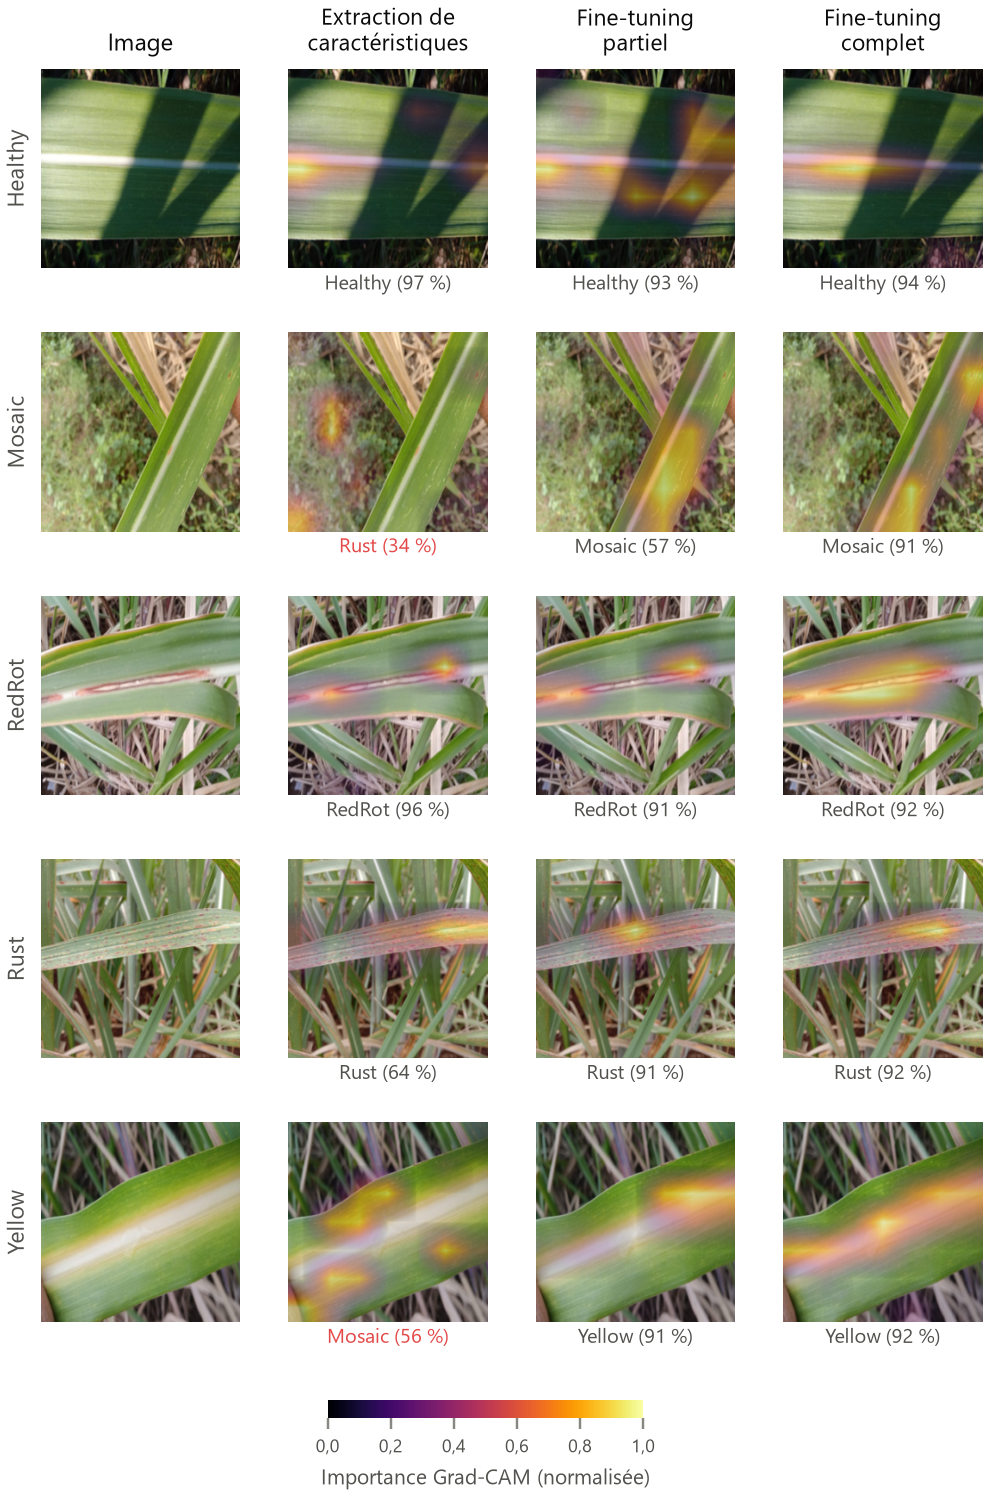 Image
Extraction de
caractéristiques
Fine-tuning
partiel
Fine-tuning
complet
Healthy
Healthy (97 %)
Healthy (93 %)
Healthy (94 %)
Mosaic
Rust (34 %)
Mosaic (57 %)
Mosaic (91 %)
RedRot
RedRot (96 %)
RedRot (91 %)
RedRot (92 %)
Rust
Rust (64 %)
Rust (91 %)
Rust (92 %)
Yellow
Mosaic (56 %)
Yellow (91 %)
Yellow (92 %)
0,0 0,2 0,4 0,6 0,8 1,0
Importance Grad-CAM (normalisée)